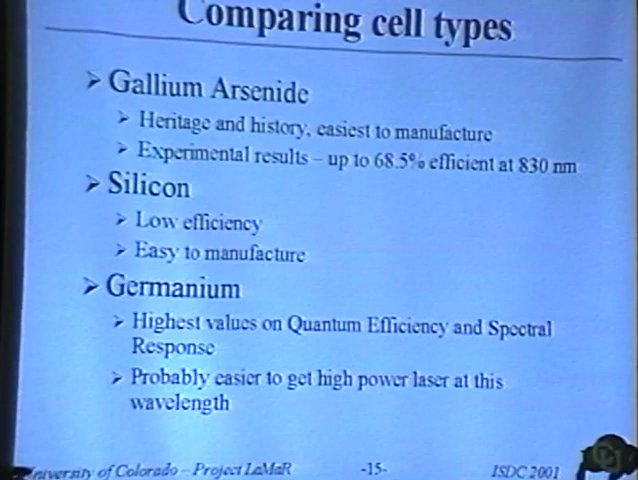 Comparing cell types
➢ Gallium Arsenide
➢ Heritage and history, easiest to manufacture
➢ Experimental results – up to 68.5% efficient at 830 nm
➢ Silicon
➢ Low efficiency
➢ Easy to manufacture
➢ Germanium
➢ Highest values on Quantum Efficiency and Spectral
Response
➢ Probably easier to get high power laser at this
wavelength
University of Colorado – Project LaMaR -15- ISDC 2001
CU